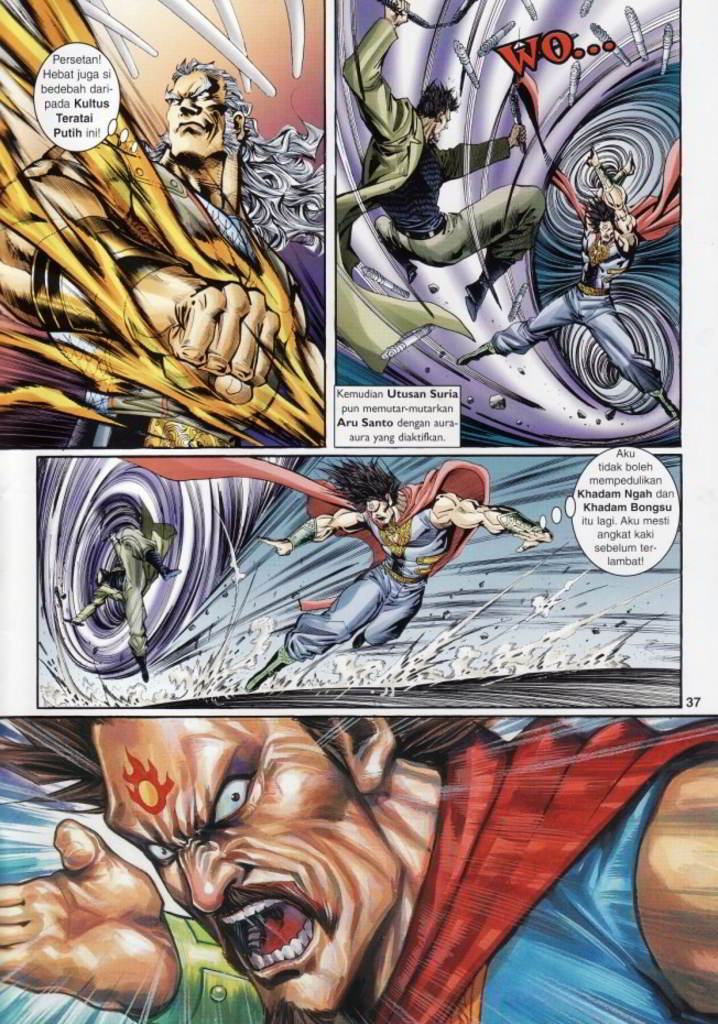 Persetan!
Hebat juga si
bedebah dari-
pada Kultus
Teratai
Putih ini!
WO...
Kemudian Utusan Suria
pun memutar-mutarkan
Aru Santo dengan aura-
aura yang diaktifkan.
Aku
tidak boleh
mempedulikan
Khadam Ngah dan
Khadam Bongsu
itu lagi. Aku mesti
angkat kaki
sebelum ter-
lambat!
37